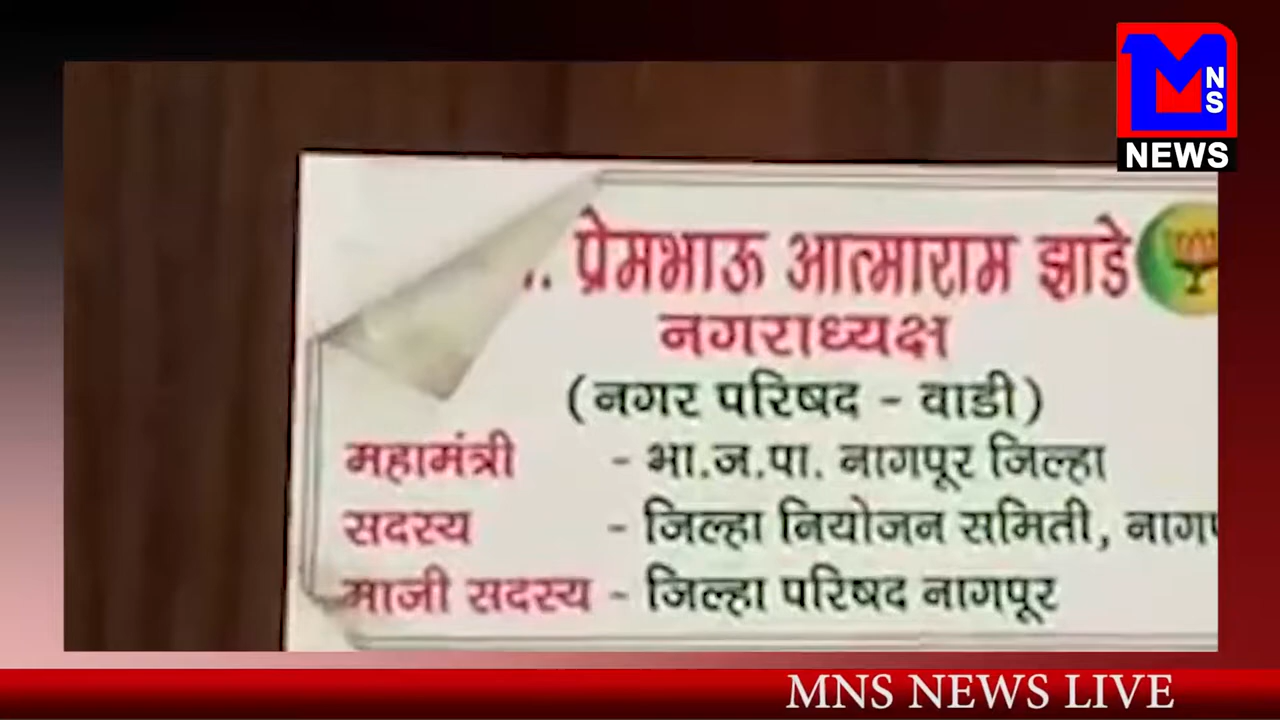 MNS
NEWS
.. प्रेमभाऊ आत्माराम झाडे
नगराध्यक्ष
(नगर परिषद - वाडी)
महामंत्री - भा.ज.पा. नागपूर जिल्हा
सदस्य - जिल्हा नियोजन समिती,
माजी सदस्य - जिल्हा परिषद नागपूर
MNS NEWS LIVE